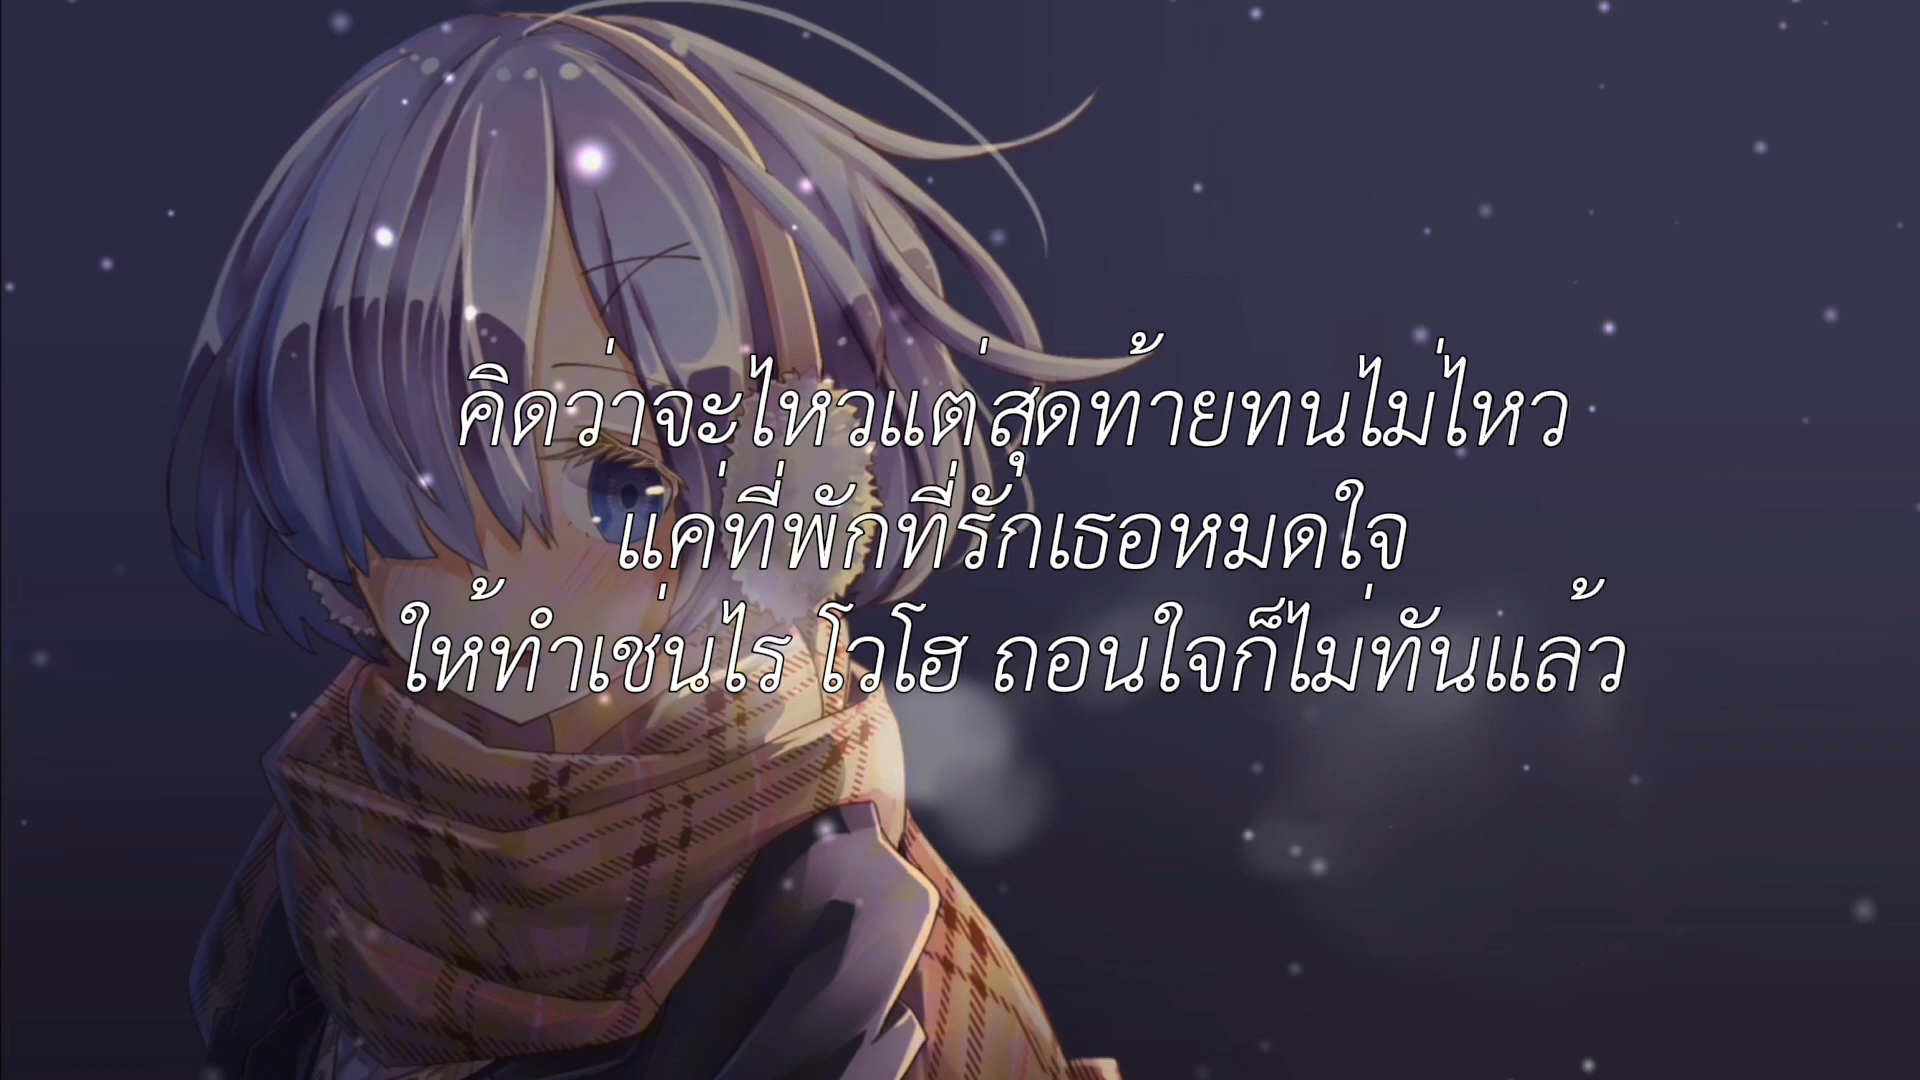 คิดว่าจะไหวแต่สุดท้ายทนไม่ไหว
แค่ที่พักที่รักเธอหมดใจ
ให้ทำเช่นไร โวโฮ ถอนใจก็ไม่ทันแล้ว